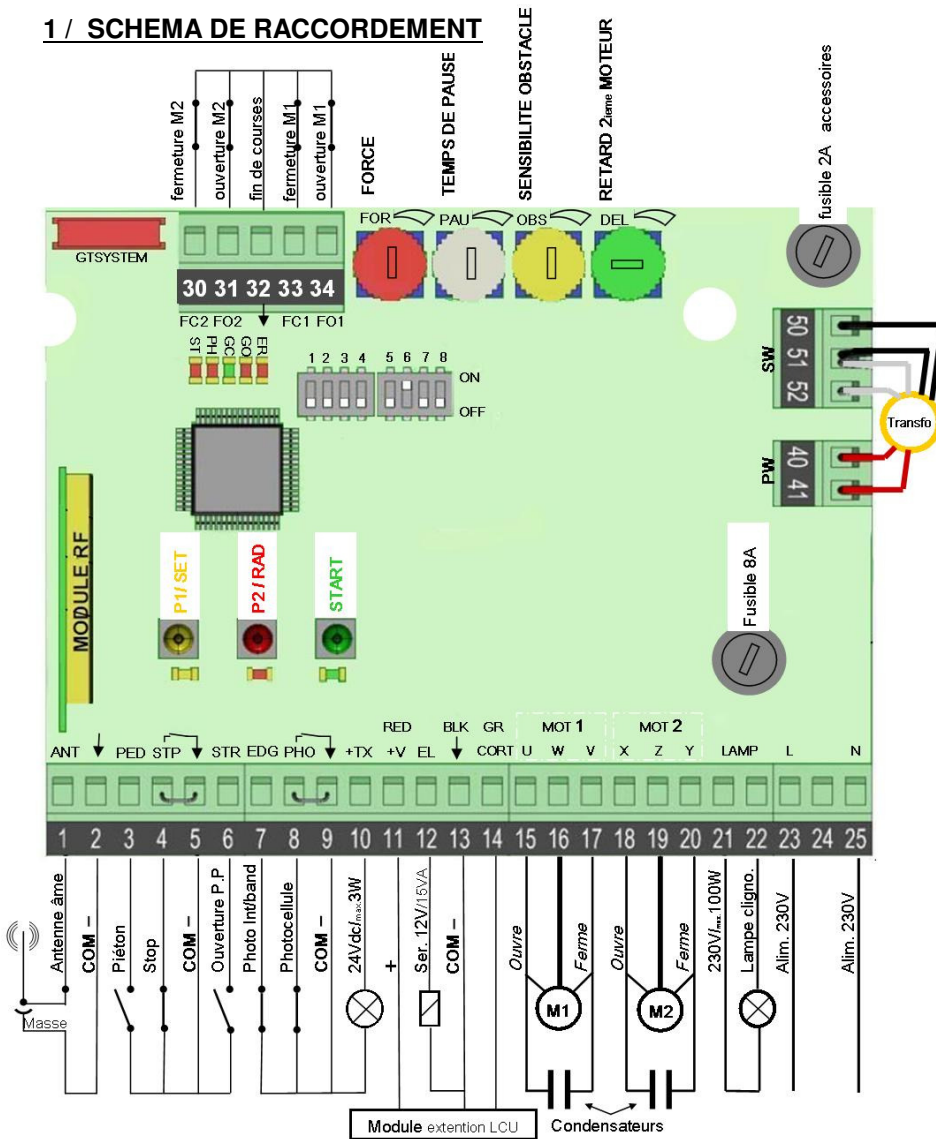 1 / SCHEMA DE RACCORDEMENT
fermeture M2
ouverture M2
fin de courses
fermeture M1
ouverture M1
FORCE
TEMPS DE PAUSE
SENSIBILITE OBSTACLE
RETARD 2ieme MOTEUR
fusible 2A accessoires
GTSYSTEM
FOR
PAU
OBS
DEL
30 31 32 33 34
FC2 FO2 FC1 FO1
ST PH GC GO ER
1 2 3 4 5 6 7 8
ON
OFF
50 51 52
SW
Transfo
40 41
PW
MODULE RF
P1/ SET
P2 / RAD
START
Fusible 8A
RED BLK GR MOT 1 MOT 2
ANT PED STP STR EDG PHO +TX +V EL CORT U W V X Z Y LAMP L N
1 2 3 4 5 6 7 8 9 10 11 12 13 14 15 16 17 18 19 20 21 22 23 24 25
Antenne âme
COM –
Piéton
Stop
COM –
Ouverture P.P
Photo Int/band
Photocellule
COM –
24Vdc/max.3W
+
Ser. 12V/15VA
COM –
Ouvre
Ferme
Ouvre
Ferme
230V/max.100W
Lampe cligno.
Alim. 230V
Alim. 230V
Masse
M1
M2
Module extention LCU
Condensateurs